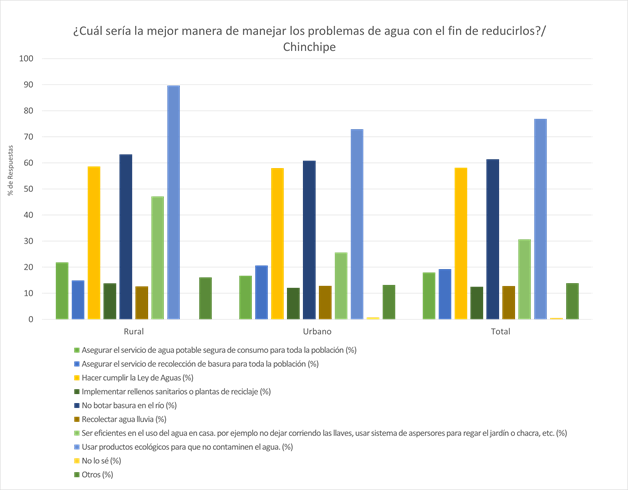 ¿Cuál sería la mejor manera de manejar los problemas de agua con el fin de reducirlos?/
Chinchipe
100
90
80
70
60
50
40
30
20
10
0
% de Respuestas
Rural
Urbano
Total
Asegurar el servicio de agua potable segura de consumo para toda la población (%)
Asegurar el servicio de recolección de basura para toda la población (%)
Hacer cumplir la Ley de Aguas (%)
Implementar rellenos sanitarios o plantas de reciclaje (%)
No botar basura en el río (%)
Recolectar agua lluvia (%)
Ser eficientes en el uso del agua en casa. por ejemplo no dejar corriendo las llaves, usar sistema de aspersores para regar el jardín o chacra, etc. (%)
Usar productos ecológicos para que no contaminen el agua. (%)
No lo sé (%)
Otros (%)